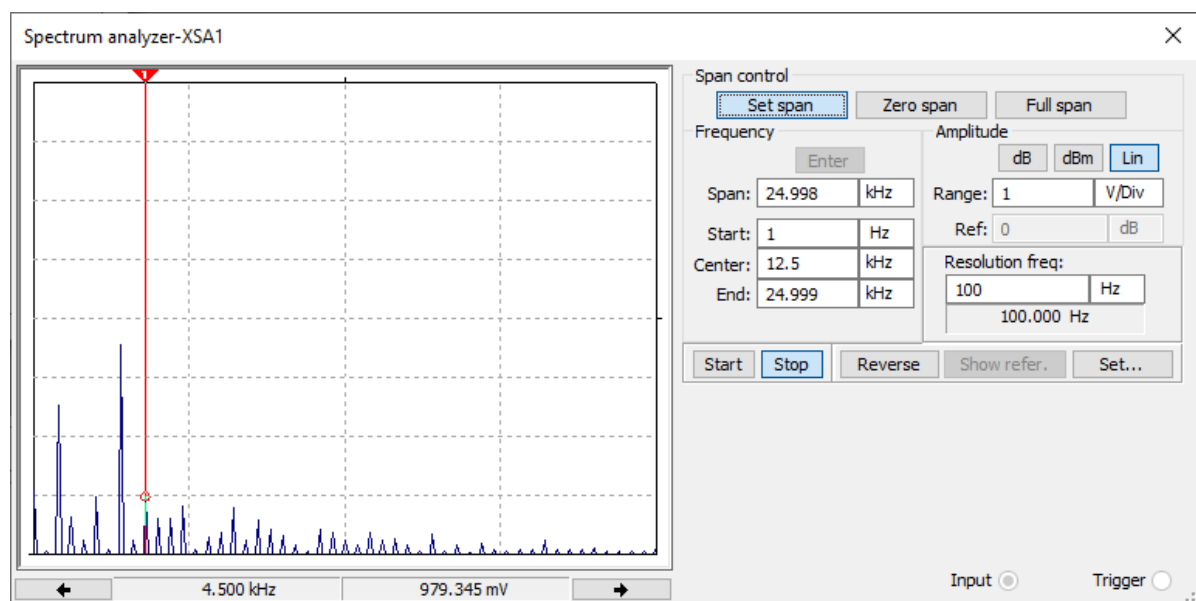 Spectrum analyzer-XSA1
1
Span control
Set span Zero span Full span
Frequency
Enter
Span: 24.998 kHz
Start: 1 Hz
Center: 12.5 kHz
End: 24.999 kHz
Amplitude
dB dBm Lin
Range: 1 V/Div
Ref: 0 dB
Resolution freq:
100 Hz
100.000 Hz
Start Stop Reverse Show refer. Set...
4.500 kHz 979.345 mV
Input Trigger